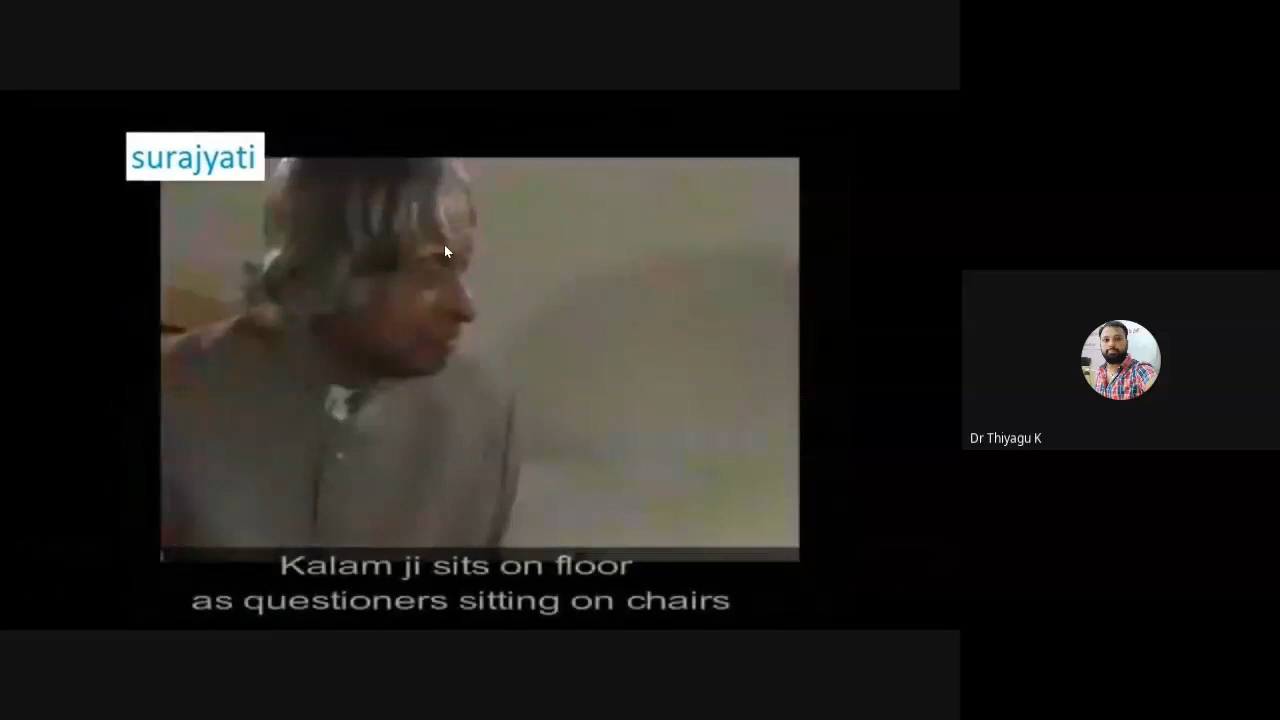 surajyati
Kalam ji sits on floor
as questioners sitting on chairs
Dr Thiyagu K